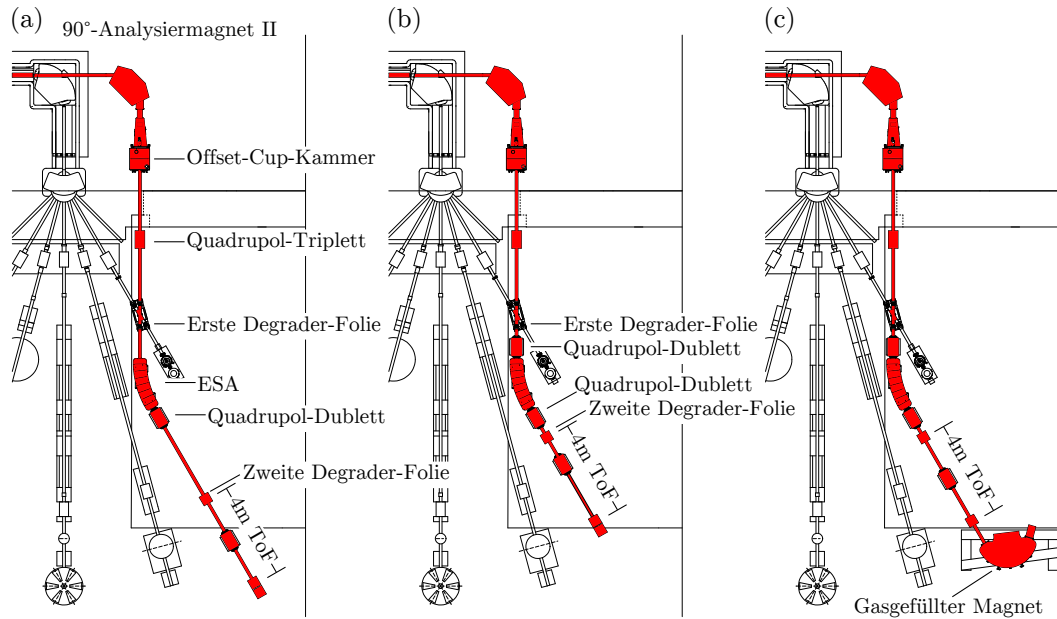 (a)
90°-Analysiermagnet II
Offset-Cup-Kammer
Quadrupol-Triplett
Erste Degrader-Folie
ESA
Quadrupol-Dublett
Zweite Degrader-Folie
4m ToF
(b)
Erste Degrader-Folie
Quadrupol-Dublett
Quadrupol-Dublett
Zweite Degrader-Folie
4m ToF
(c)
4m ToF
Gasgefüllter Magnet